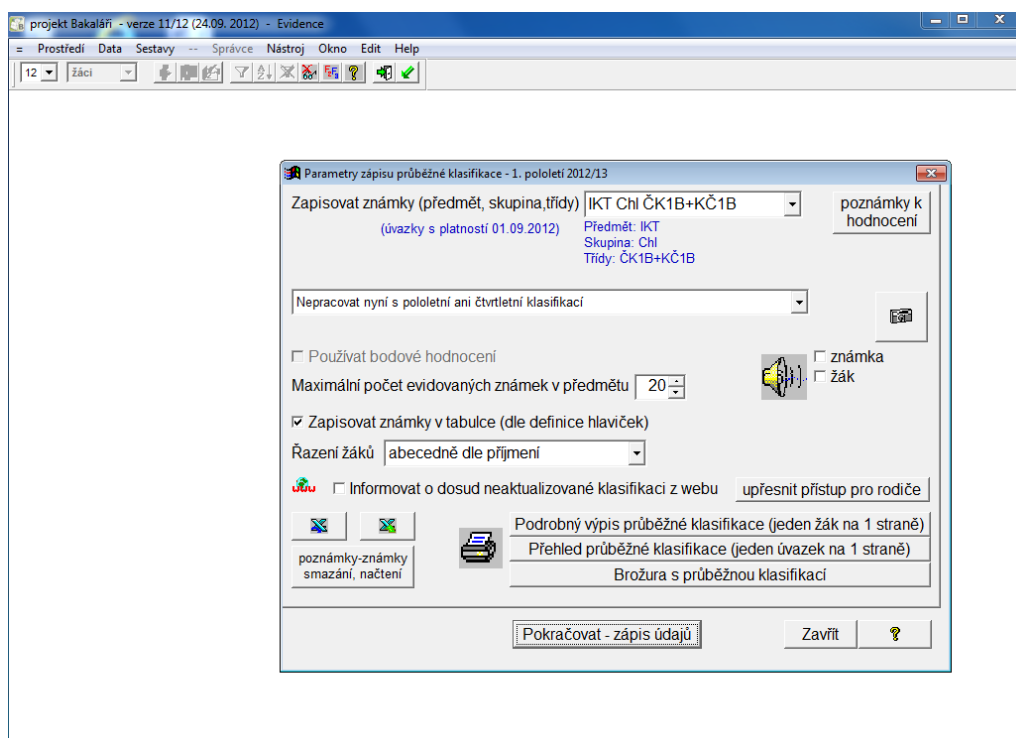 projekt Bakaláři - verze 11/12 (24.09. 2012) - Evidence
= Prostředí Data Sestavy -- Správce Nástroj Okno Edit Help
12 žáci
Parametry zápisu průběžné klasifikace - 1. pololetí 2012/13
Zapisovat známky (předmět, skupina,třídy) IKT Chl ČK1B+KČ1B
poznámky k
hodnocení
(úvazky s platností 01.09.2012)
Předmět: IKT
Skupina: Chl
Třídy: ČK1B+KČ1B
Nepracovat nyní s pololetní ani čtvrtletní klasifikací
Používat bodové hodnocení
známka
žák
Maximální počet evidovaných známek v předmětu 20
Zapisovat známky v tabulce (dle definice hlaviček)
Řazení žáků abecedně dle příjmení
Informovat o dosud neaktualizované klasifikaci z webu upřesnit přístup pro rodiče
Podrobný výpis průběžné klasifikace (jeden žák na 1 straně)
poznámky-známky
smazání, načtení
Přehled průběžné klasifikace (jeden úvazek na 1 straně)
Brožura s průběžnou klasifikací
Pokračovat - zápis údajů Zavřít ?